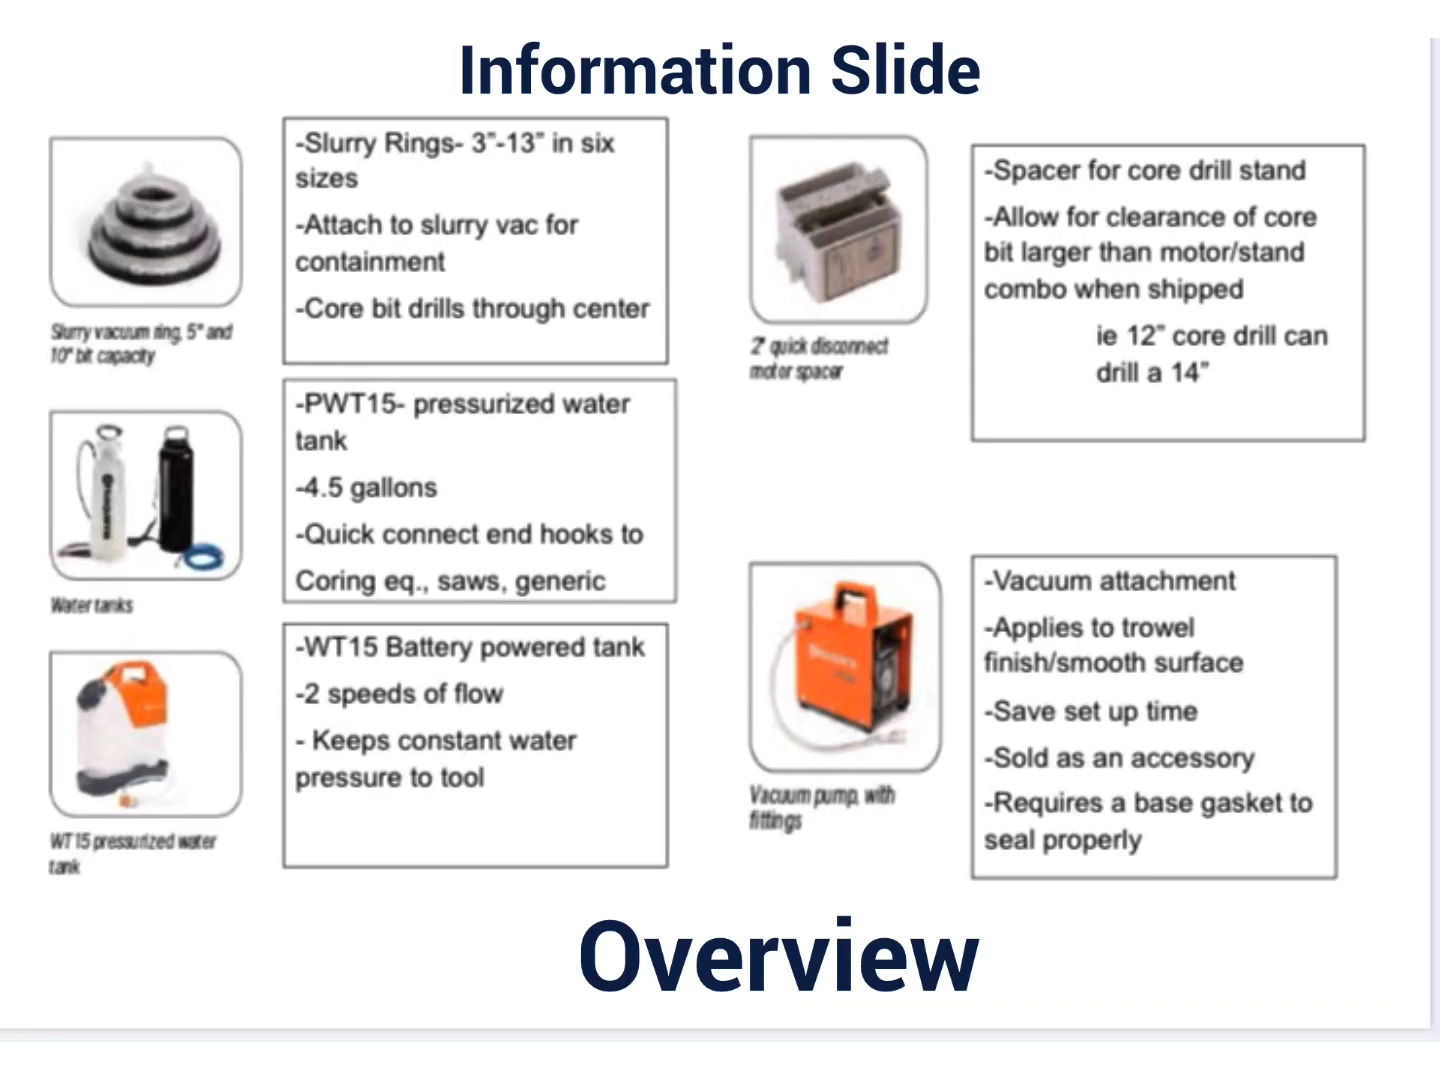 Information Slide
-Slurry Rings- 3”-13” in six
sizes
-Attach to slurry vac for
containment
-Core bit drills through center
Slurry vacuum ring, 5" and
10" bit capacity
-PWT15- pressurized water
tank
-4.5 gallons
-Quick connect end hooks to
Coring eq., saws, generic
Husqvarna
Water tanks
-WT15 Battery powered tank
-2 speeds of flow
- Keeps constant water
pressure to tool
WT15 pressurized water
tank
-Spacer for core drill stand
-Allow for clearance of core
bit larger than motor/stand
combo when shipped
ie 12” core drill can
drill a 14”
2" quick disconnect
motor spacer
-Vacuum attachment
-Applies to trowel
finish/smooth surface
-Save set up time
-Sold as an accessory
-Requires a base gasket to
seal properly
Vacuum pump, with
fittings
Overview